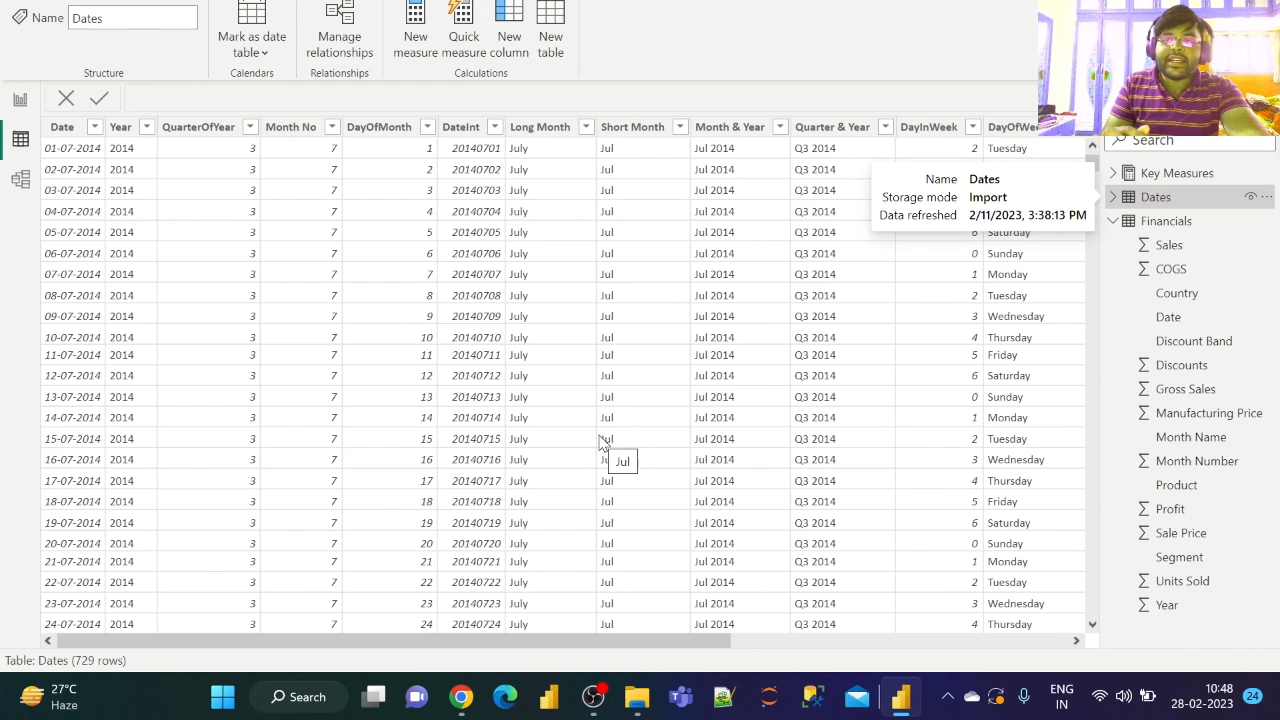 Name Dates
Mark as date table
Manage relationships
New measure
Quick measure
New column
New table
Structure Calendars Relationships Calculations
Date Year QuarterOfYear Month No DayOfMonth DateInt Long Month Short Month Month & Year Quarter & Year DayInWeek DayOfWe
01-07-2014 2014 3 7 1 20140701 July Jul Jul 2014 Q3 2014 2 Tuesday
02-07-2014 2014 3 7 2 20140702 July Jul Jul 2014 Q3 2014
03-07-2014 2014 3 7 3 20140703 July Jul Jul 2014 Q3 2014
04-07-2014 2014 3 7 4 20140704 July Jul Jul 2014 Q3 2014
05-07-2014 2014 3 7 5 20140705 July Jul Jul 2014 Q3 2014 6 Saturday
06-07-2014 2014 3 7 6 20140706 July Jul Jul 2014 Q3 2014 0 Sunday
07-07-2014 2014 3 7 7 20140707 July Jul Jul 2014 Q3 2014 1 Monday
08-07-2014 2014 3 7 8 20140708 July Jul Jul 2014 Q3 2014 2 Tuesday
09-07-2014 2014 3 7 9 20140709 July Jul Jul 2014 Q3 2014 3 Wednesday
10-07-2014 2014 3 7 10 20140710 July Jul Jul 2014 Q3 2014 4 Thursday
11-07-2014 2014 3 7 11 20140711 July Jul Jul 2014 Q3 2014 5 Friday
12-07-2014 2014 3 7 12 20140712 July Jul Jul 2014 Q3 2014 6 Saturday
13-07-2014 2014 3 7 13 20140713 July Jul Jul 2014 Q3 2014 0 Sunday
14-07-2014 2014 3 7 14 20140714 July Jul Jul 2014 Q3 2014 1 Monday
15-07-2014 2014 3 7 15 20140715 July Jul Jul 2014 Q3 2014 2 Tuesday
16-07-2014 2014 3 7 16 20140716 July Jul 2014 Q3 2014 3 Wednesday
Jul
17-07-2014 2014 3 7 17 20140717 July Jul Jul 2014 Q3 2014 4 Thursday
18-07-2014 2014 3 7 18 20140718 July Jul Jul 2014 Q3 2014 5 Friday
19-07-2014 2014 3 7 19 20140719 July Jul Jul 2014 Q3 2014 6 Saturday
20-07-2014 2014 3 7 20 20140720 July Jul Jul 2014 Q3 2014 0 Sunday
21-07-2014 2014 3 7 21 20140721 July Jul Jul 2014 Q3 2014 1 Monday
22-07-2014 2014 3 7 22 20140722 July Jul Jul 2014 Q3 2014 2 Tuesday
23-07-2014 2014 3 7 23 20140723 July Jul Jul 2014 Q3 2014 3 Wednesday
24-07-2014 2014 3 7 24 20140724 July Jul Jul 2014 Q3 2014 4 Thursday
Name Dates
Storage mode Import
Data refreshed 2/11/2023, 3:38:13 PM
Search
Key Measures
Dates
Financials
Sales
COGS
Country
Date
Discount Band
Discounts
Gross Sales
Manufacturing Price
Month Name
Month Number
Product
Profit
Sale Price
Segment
Units Sold
Year
Table: Dates (729 rows)
27°C
Haze
Search
ENG
IN
10:48
28-02-2023
24